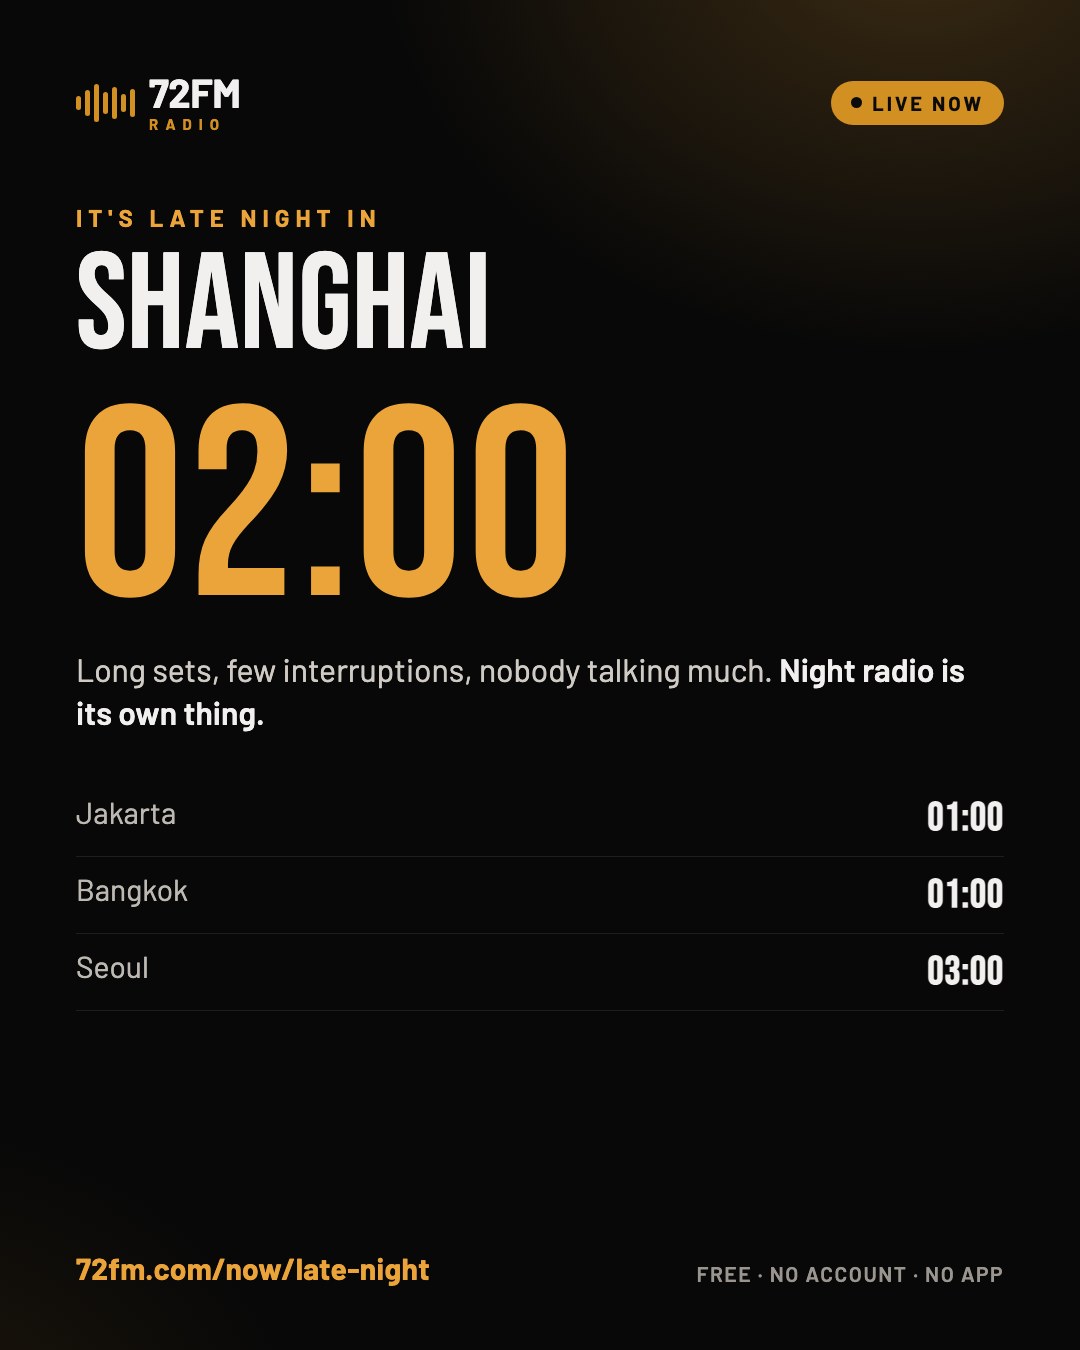 72FM
RADIO
LIVE NOW
IT'S LATE NIGHT IN
SHANGHAI
02:00
Long sets, few interruptions, nobody talking much. Night radio is
its own thing.
Jakarta 01:00
Bangkok 01:00
Seoul 03:00
72fm.com/now/late-night
FREE · NO ACCOUNT · NO APP